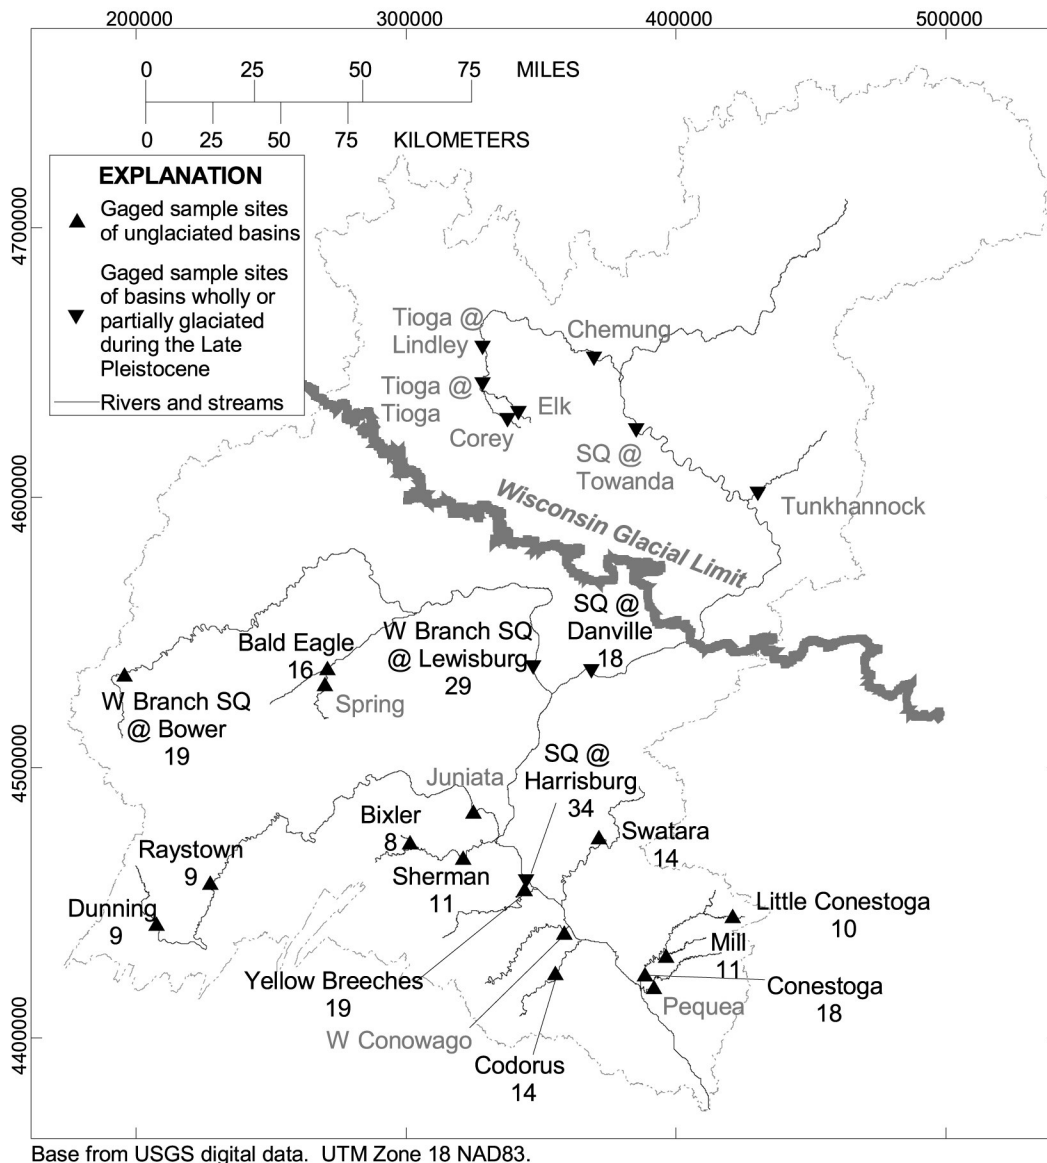 200000 300000 400000 500000
0 25 50 75 MILES
0 25 50 75 KILOMETERS
EXPLANATION
Gaged sample sites
of unglaciated basins
Gaged sample sites
of basins wholly or
partially glaciated
during the Late
Pleistocene
Rivers and streams
4700000
4600000
4500000
4400000
Tioga @
Lindley
Chemung
Tioga @
Tioga
Elk
Corey
SQ @
Towanda
Tunkhannock
Wisconsin Glacial Limit
SQ @
Danville
18
W Branch SQ
@ Lewisburg
29
Bald Eagle
16
Spring
W Branch SQ
@ Bower
19
SQ @
Harrisburg
34
Juniata
Bixler
8
Swatara
14
Raystown
9
Sherman
11
Dunning
9
Little Conestoga
10
Mill
11
Yellow Breeches
19
Conestoga
18
Pequea
W Conowago
Codorus
14
Base from USGS digital data. UTM Zone 18 NAD83.